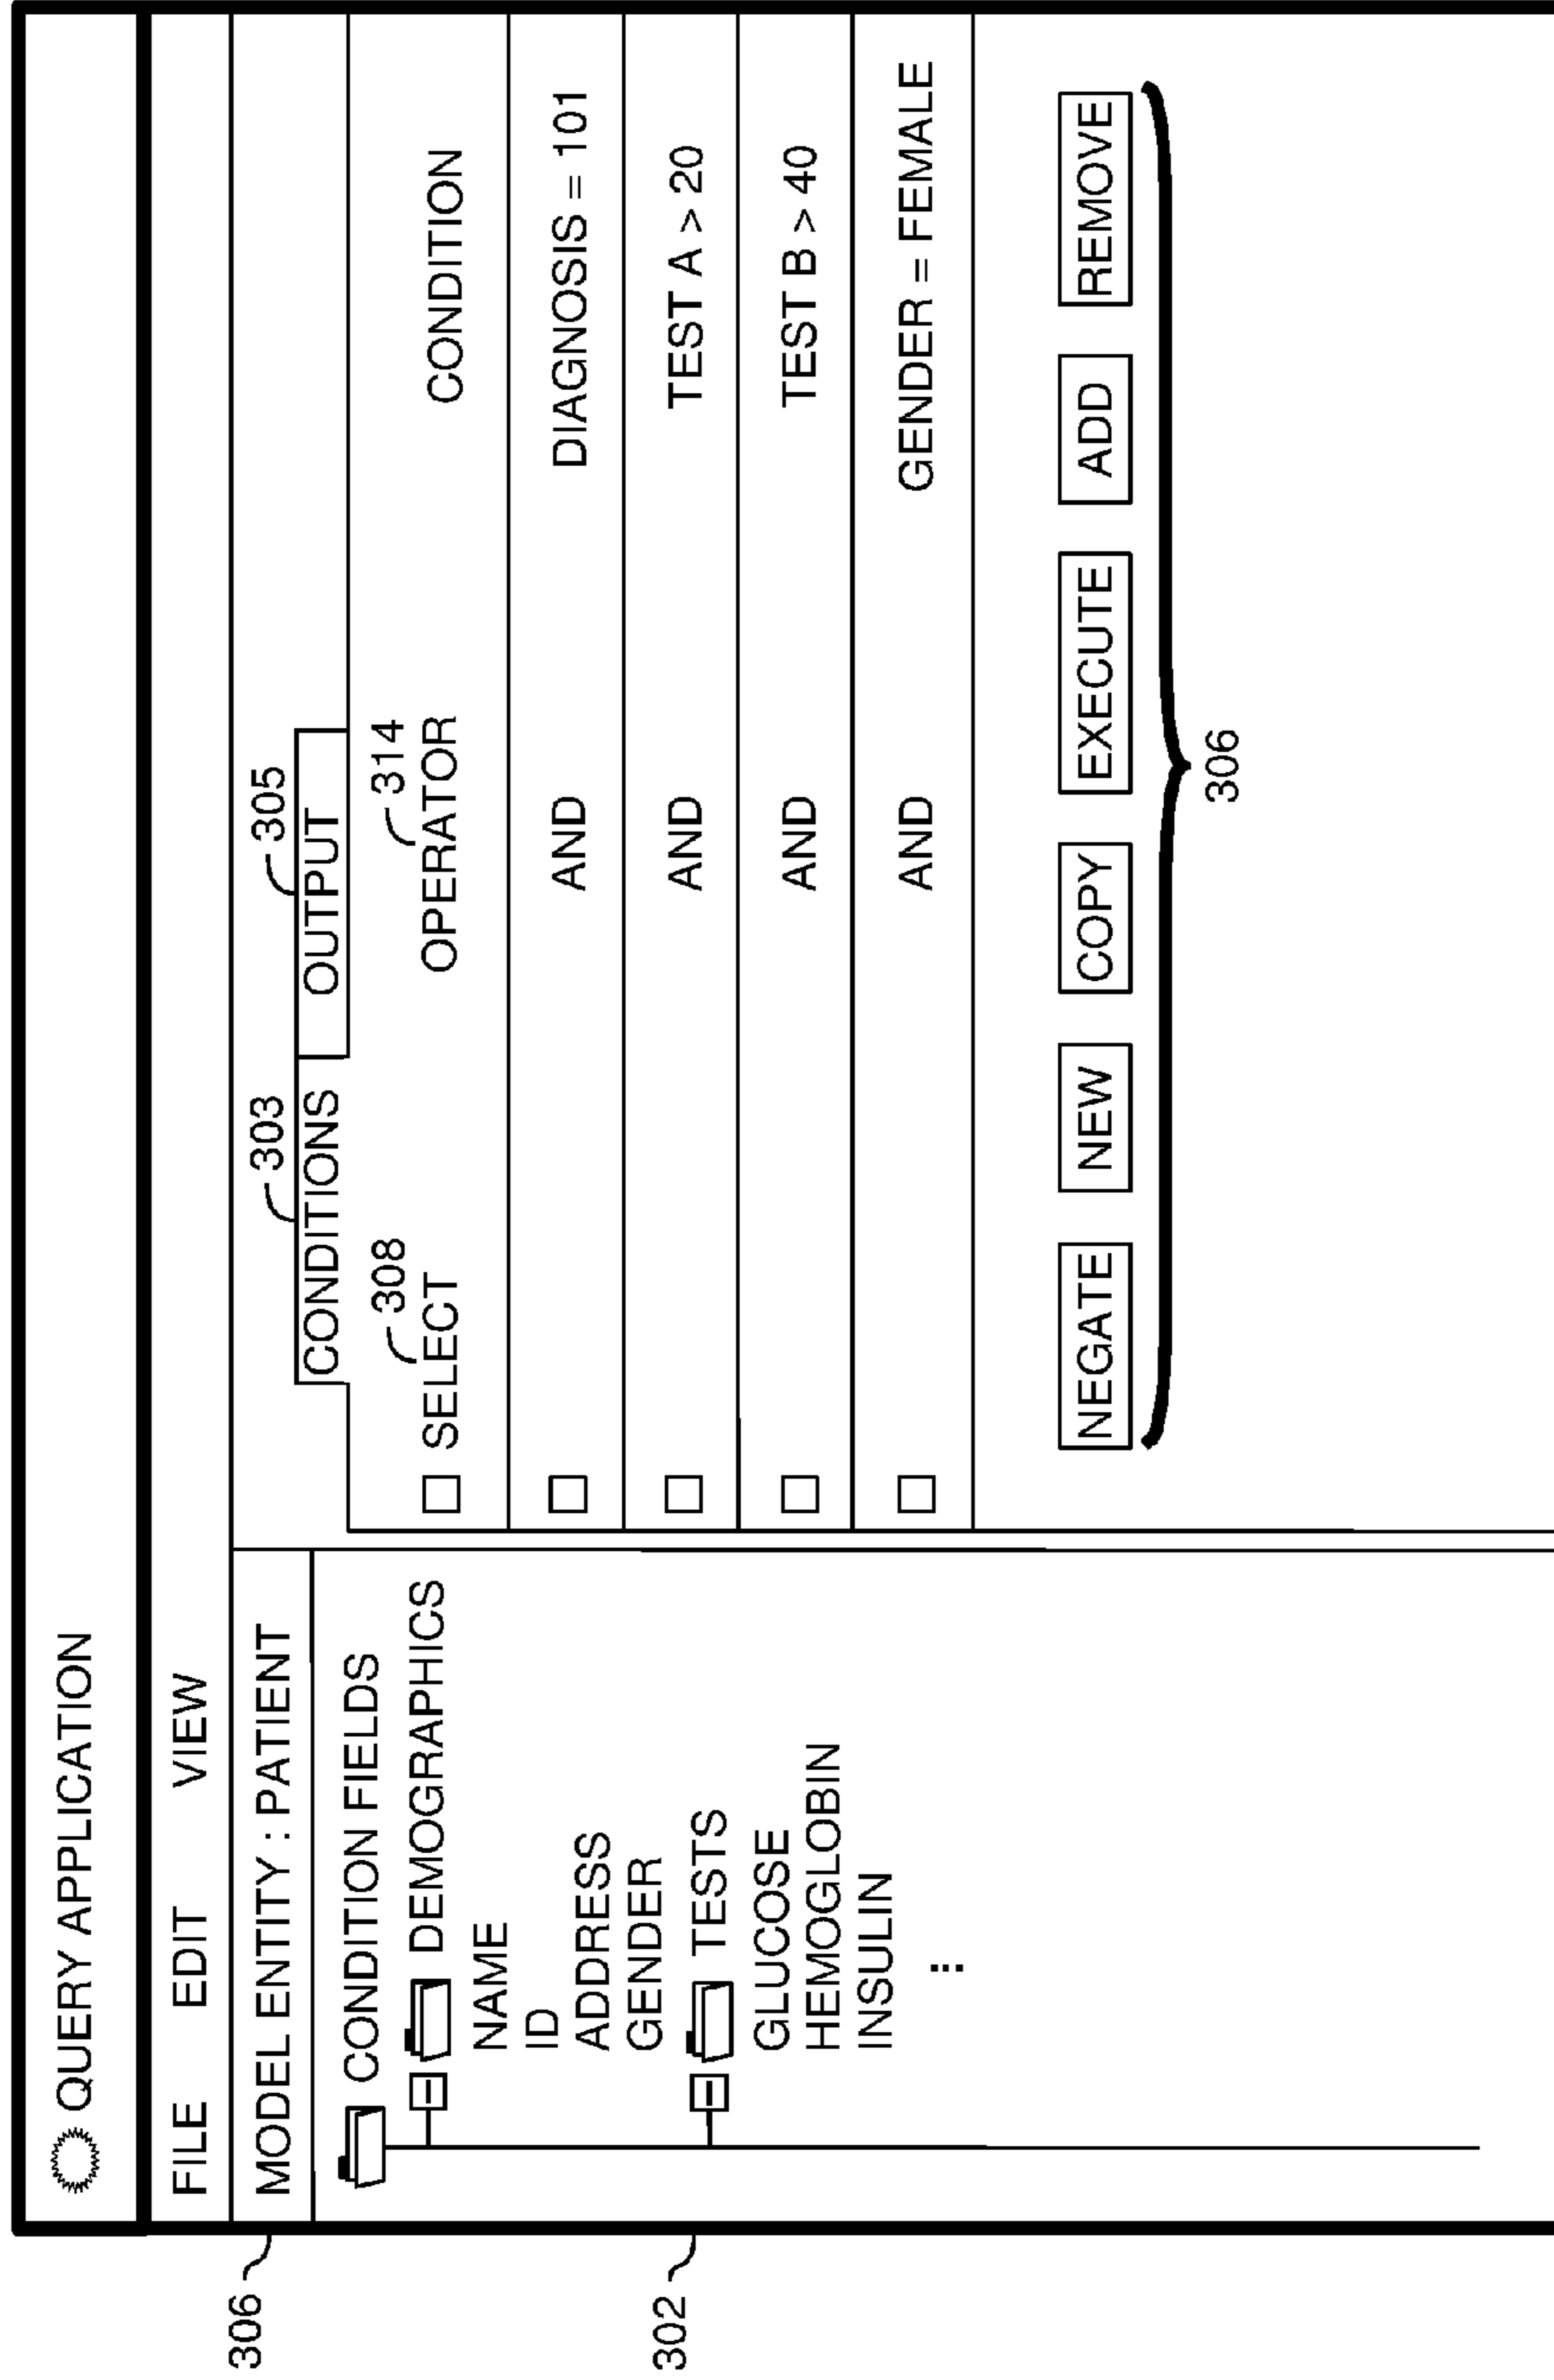 QUERY APPLICATION
FILE EDIT VIEW
306
MODEL ENTITY : PATIENT
302
CONDITION FIELDS
DEMOGRAPHICS
NAME
ID
ADDRESS
GENDER
TESTS
GLUCOSE
HEMOGLOBIN
INSULIN
303 305
CONDITIONS OUTPUT
308 314
SELECT OPERATOR CONDITION
AND DIAGNOSIS = 101
AND TEST A > 20
AND TEST B > 40
AND GENDER = FEMALE
NEGATE NEW COPY EXECUTE ADD REMOVE
306